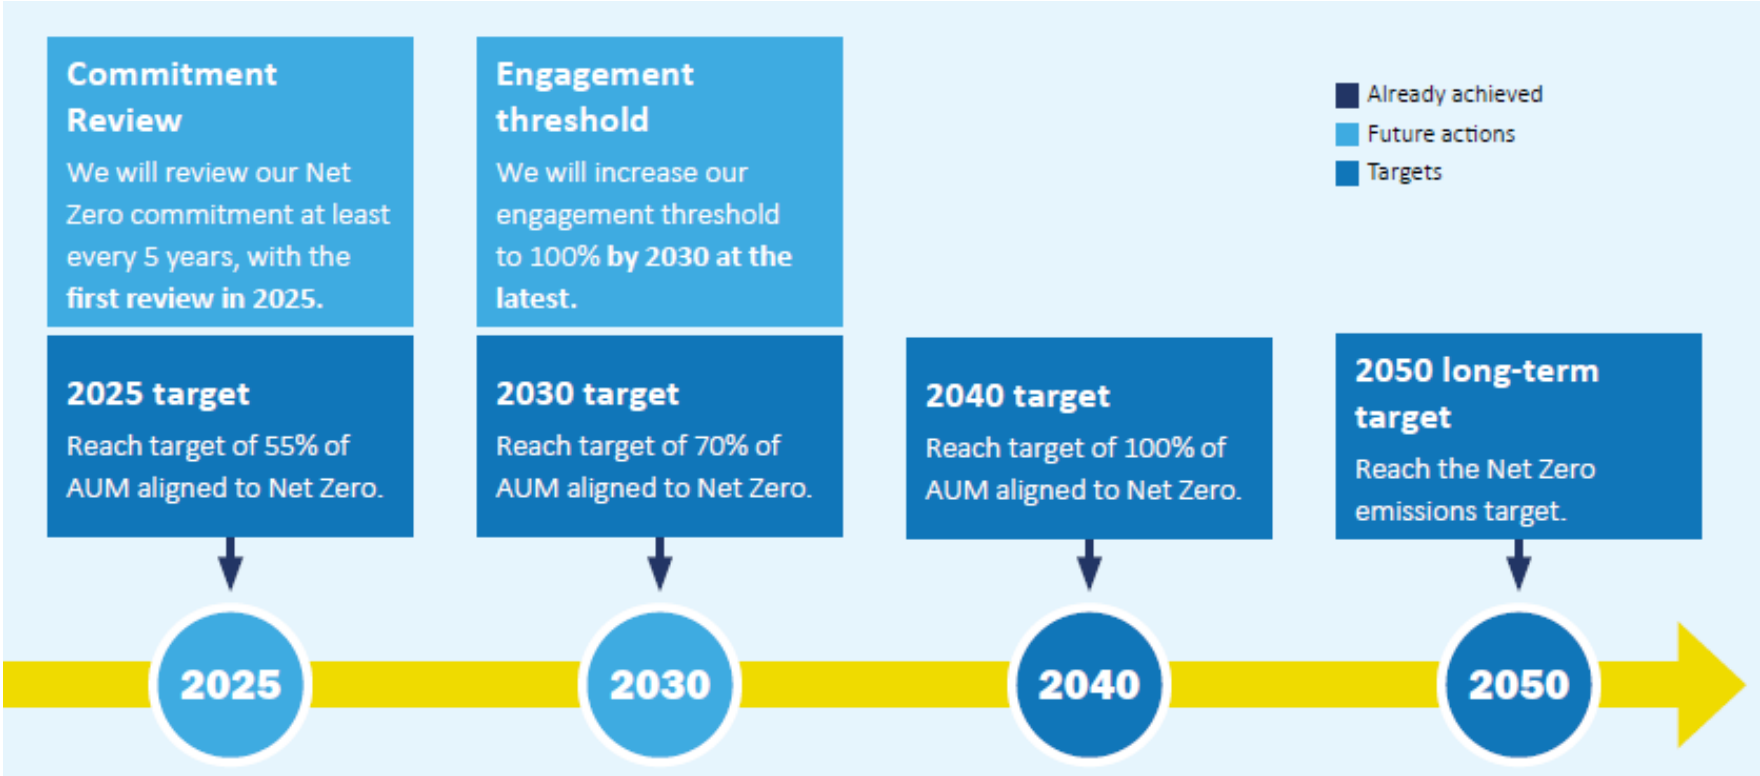 Commitment
Review
We will review our Net
Zero commitment at least
every 5 years, with the
first review in 2025.
2025 target
Reach target of 55% of
AUM aligned to Net Zero.
Engagement
threshold
We will increase our
engagement threshold
to 100% by 2030 at the
latest.
2030 target
Reach target of 70% of
AUM aligned to Net Zero.
2040 target
Reach target of 100% of
AUM aligned to Net Zero.
Already achieved
Future actions
Targets
2050 long-term
target
Reach the Net Zero
emissions target.
2025
2030
2040
2050